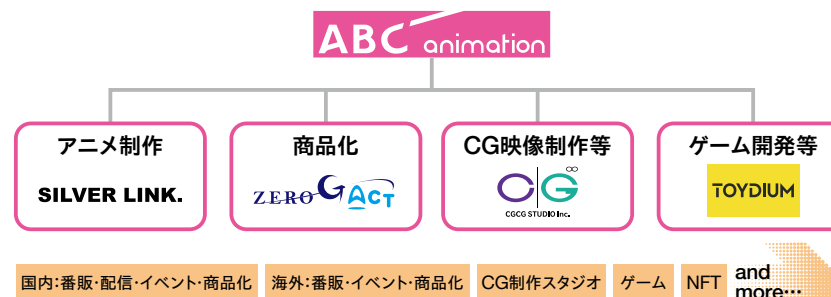 ABC animation
アニメ制作
SILVER LINK.
商品化
ZERO G ACT
CG映像制作等
CG
CGCG STUDIO Inc.
ゲーム開発等
TOYDIUM
国内:番販・配信・イベント・商品化
海外:番販・イベント・商品化
CG制作スタジオ
ゲーム
NFT
and
more…